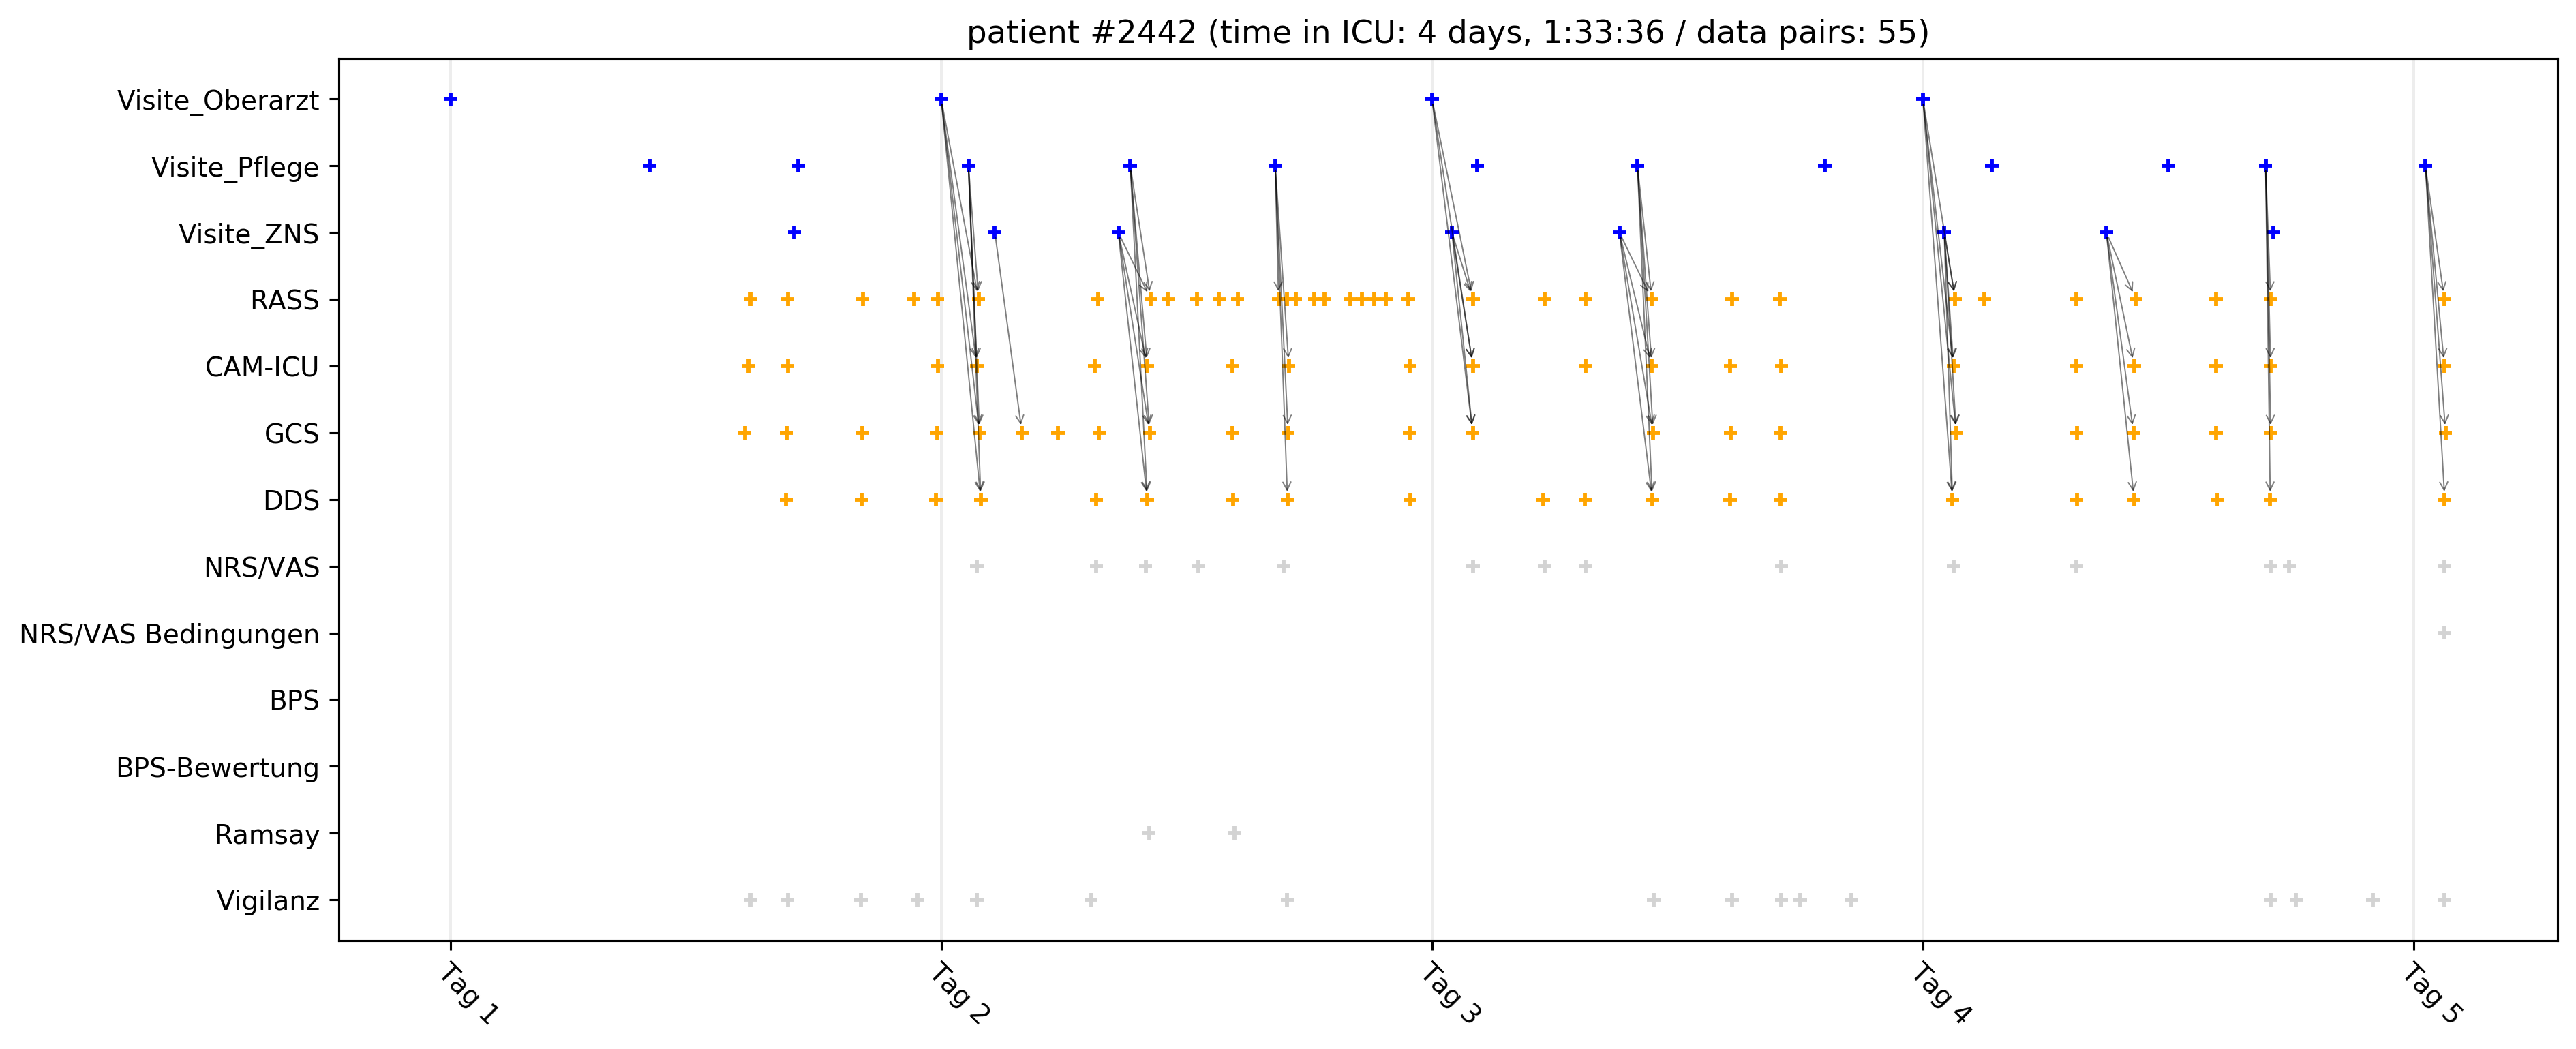 patient #2442 (time in ICU: 4 days, 1:33:36 / data pairs: 55)
Visite_Oberarzt
Visite_Pflege
Visite_ZNS
RASS
CAM-ICU
GCS
DDS
NRS/VAS
NRS/VAS Bedingungen
BPS
BPS-Bewertung
Ramsay
Vigilanz
Tag 1
Tag 2
Tag 3
Tag 4
Tag 5